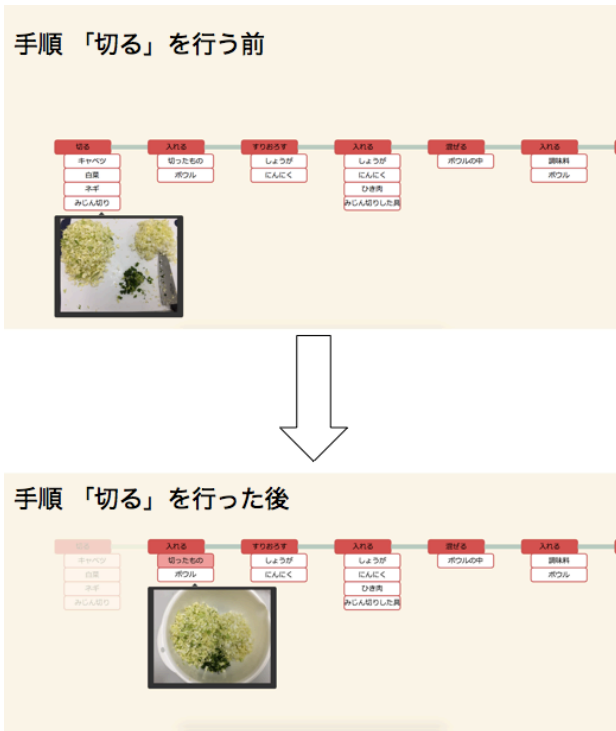 手順 「切る」を行う前
切る 入れる すりおろす 入れる 混ぜる 入れる
キャベツ 切ったもの しょうが しょうが ボウルの中 調味料
白菜 ボウル にんにく にんにく ボウル
ネギ ひき肉
みじん切り みじん切りした具
手順 「切る」を行った後
切る 入れる すりおろす 入れる 混ぜる 入れる
キャベツ 切ったもの しょうが しょうが ボウルの中 調味料
白菜 ボウル にんにく にんにく ボウル
ネギ ひき肉
みじん切り みじん切りした具